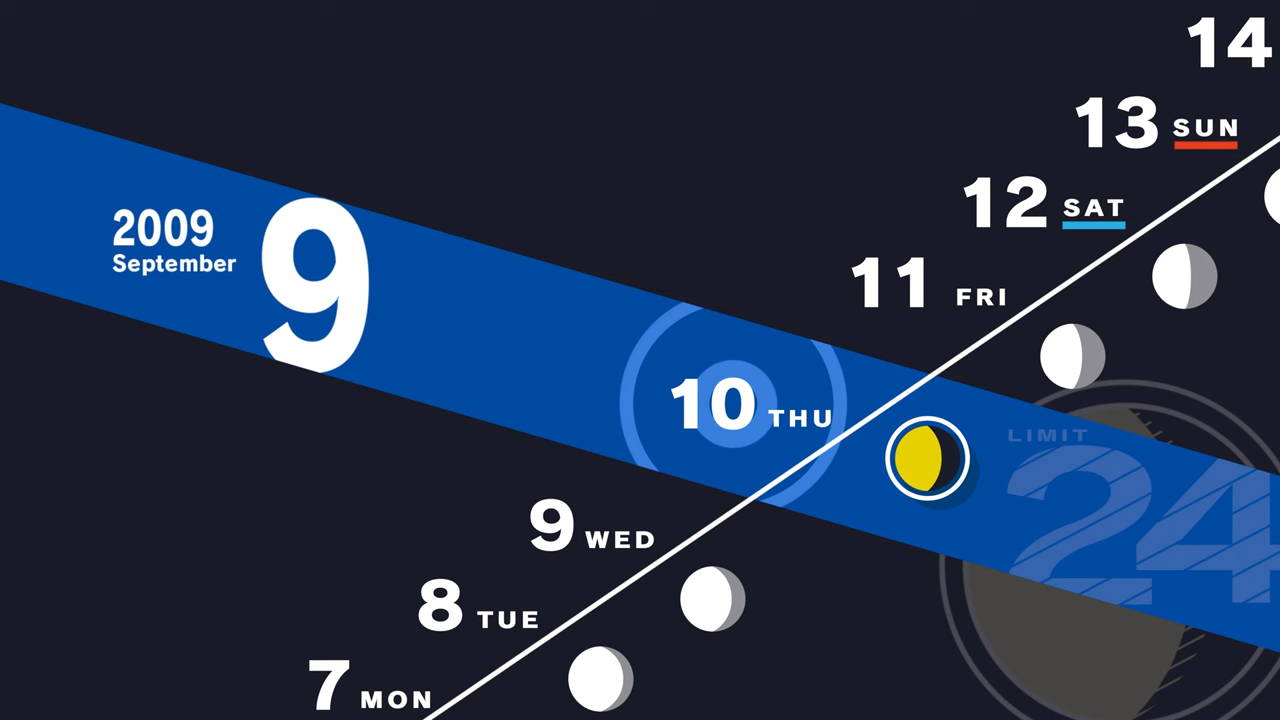 14
13 SUN
12 SAT
2009
September
9
11 FRI
10 THU
LIMIT
24
9 WED
8 TUE
7 MON